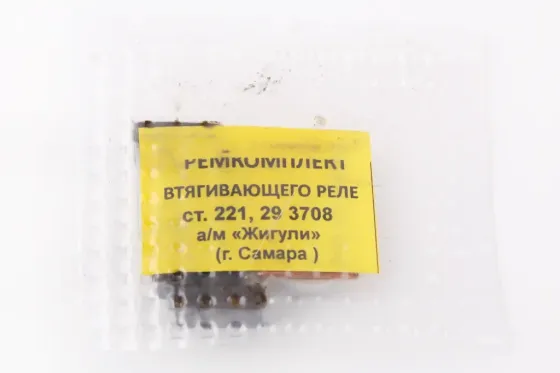 РЕМКОМПЛЕКТ
ВТЯГИВАЮЩЕГО РЕЛЕ
ст. 221, 29 3708
а/м «Жигули»
(г. Самара )